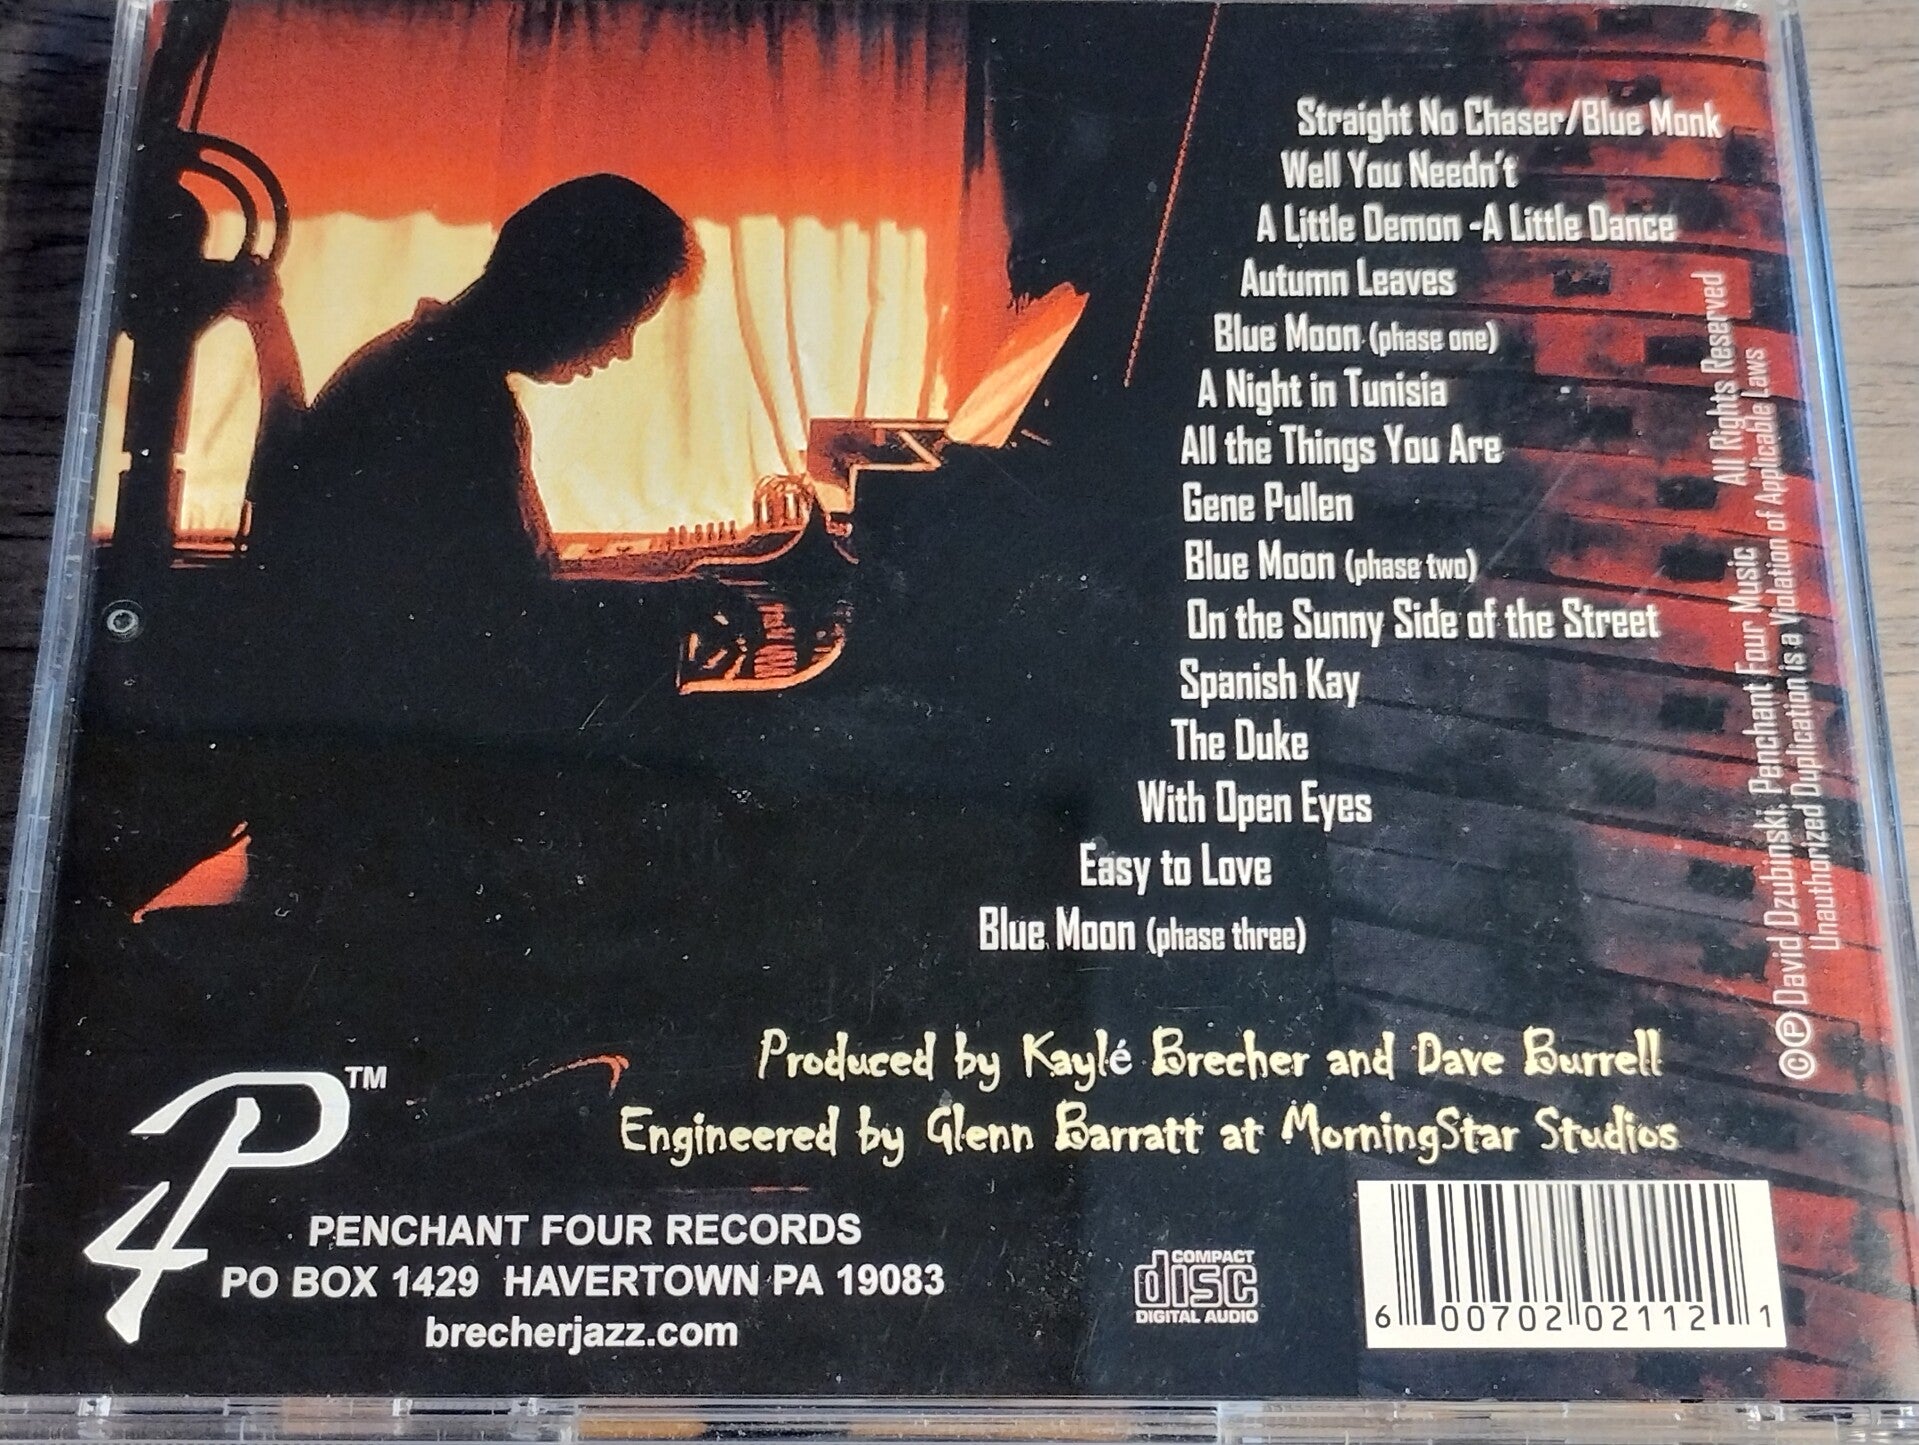 Straight No Chaser/Blue Monk
Well You Needn't
A Little Demon -A Little Dance
Autumn Leaves
Blue Moon (phase one)
A Night in Tunisia
All the Things You Are
Gene Pullen
Blue Moon (phase two)
On the Sunny Side of the Street
Spanish Kay
The Duke
With Open Eyes
Easy to Love
Blue Moon (phase three)
©℗David Dzubinski, Penchant Four Music All Rights Reserved
Unauthorized Duplication is a Violation of Applicable Laws
Produced by Kaylé Brecher and Dave Burrell
Engineered by Glenn Barratt at MorningStar Studios
P4™
PENCHANT FOUR RECORDS
PO BOX 1429 HAVERTOWN PA 19083
brecherjazz.com
COMPACT
disc
DIGITAL AUDIO
6 00702 02112 1